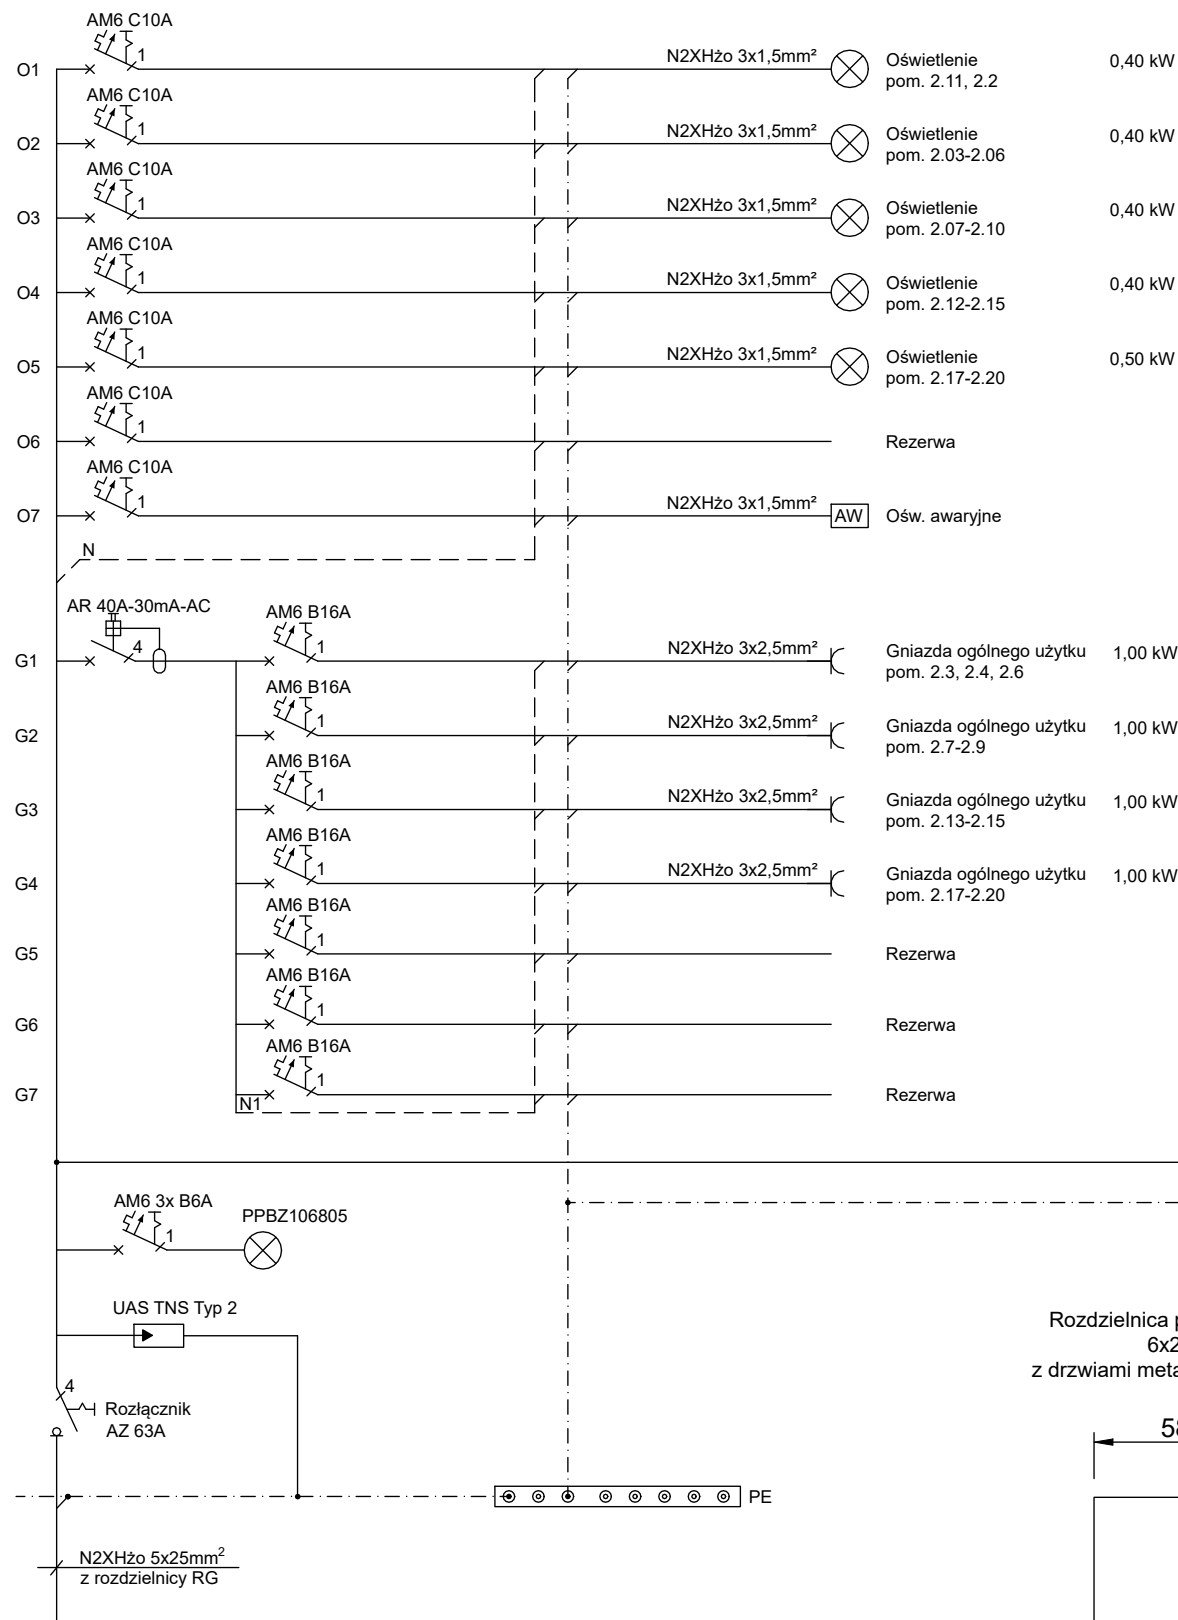 AM6 C10A
O1 1 N2XHżo 3x1,5mm² Oświetlenie 0,40 kW
pom. 2.11, 2.2
AM6 C10A
O2 1 N2XHżo 3x1,5mm² Oświetlenie 0,40 kW
pom. 2.03-2.06
AM6 C10A
O3 1 N2XHżo 3x1,5mm² Oświetlenie 0,40 kW
pom. 2.07-2.10
AM6 C10A
O4 1 N2XHżo 3x1,5mm² Oświetlenie 0,40 kW
pom. 2.12-2.15
AM6 C10A
O5 1 N2XHżo 3x1,5mm² Oświetlenie 0,50 kW
pom. 2.17-2.20
AM6 C10A
O6 1 Rezerwa
AM6 C10A
O7 1 N2XHżo 3x1,5mm² AW Ośw. awaryjne
N
AR 40A-30mA-AC
AM6 B16A
G1 4 1 N2XHżo 3x2,5mm² Gniazda ogólnego użytku 1,00 kW
pom. 2.3, 2.4, 2.6
AM6 B16A
G2 1 N2XHżo 3x2,5mm² Gniazda ogólnego użytku 1,00 kW
pom. 2.7-2.9
AM6 B16A
G3 1 N2XHżo 3x2,5mm² Gniazda ogólnego użytku 1,00 kW
pom. 2.13-2.15
AM6 B16A
G4 1 N2XHżo 3x2,5mm² Gniazda ogólnego użytku 1,00 kW
pom. 2.17-2.20
AM6 B16A
G5 1 Rezerwa
AM6 B16A
G6 1 Rezerwa
AM6 B16A
G7 1 Rezerwa
N1
AM6 3x B6A
1 PPBZ106805
UAS TNS Typ 2
Rozdzielnica
6x2
z drzwiami meta
4
Rozłącznik
AZ 63A
58
PE
N2XHżo 5x25mm²
z rozdzielnicy RG